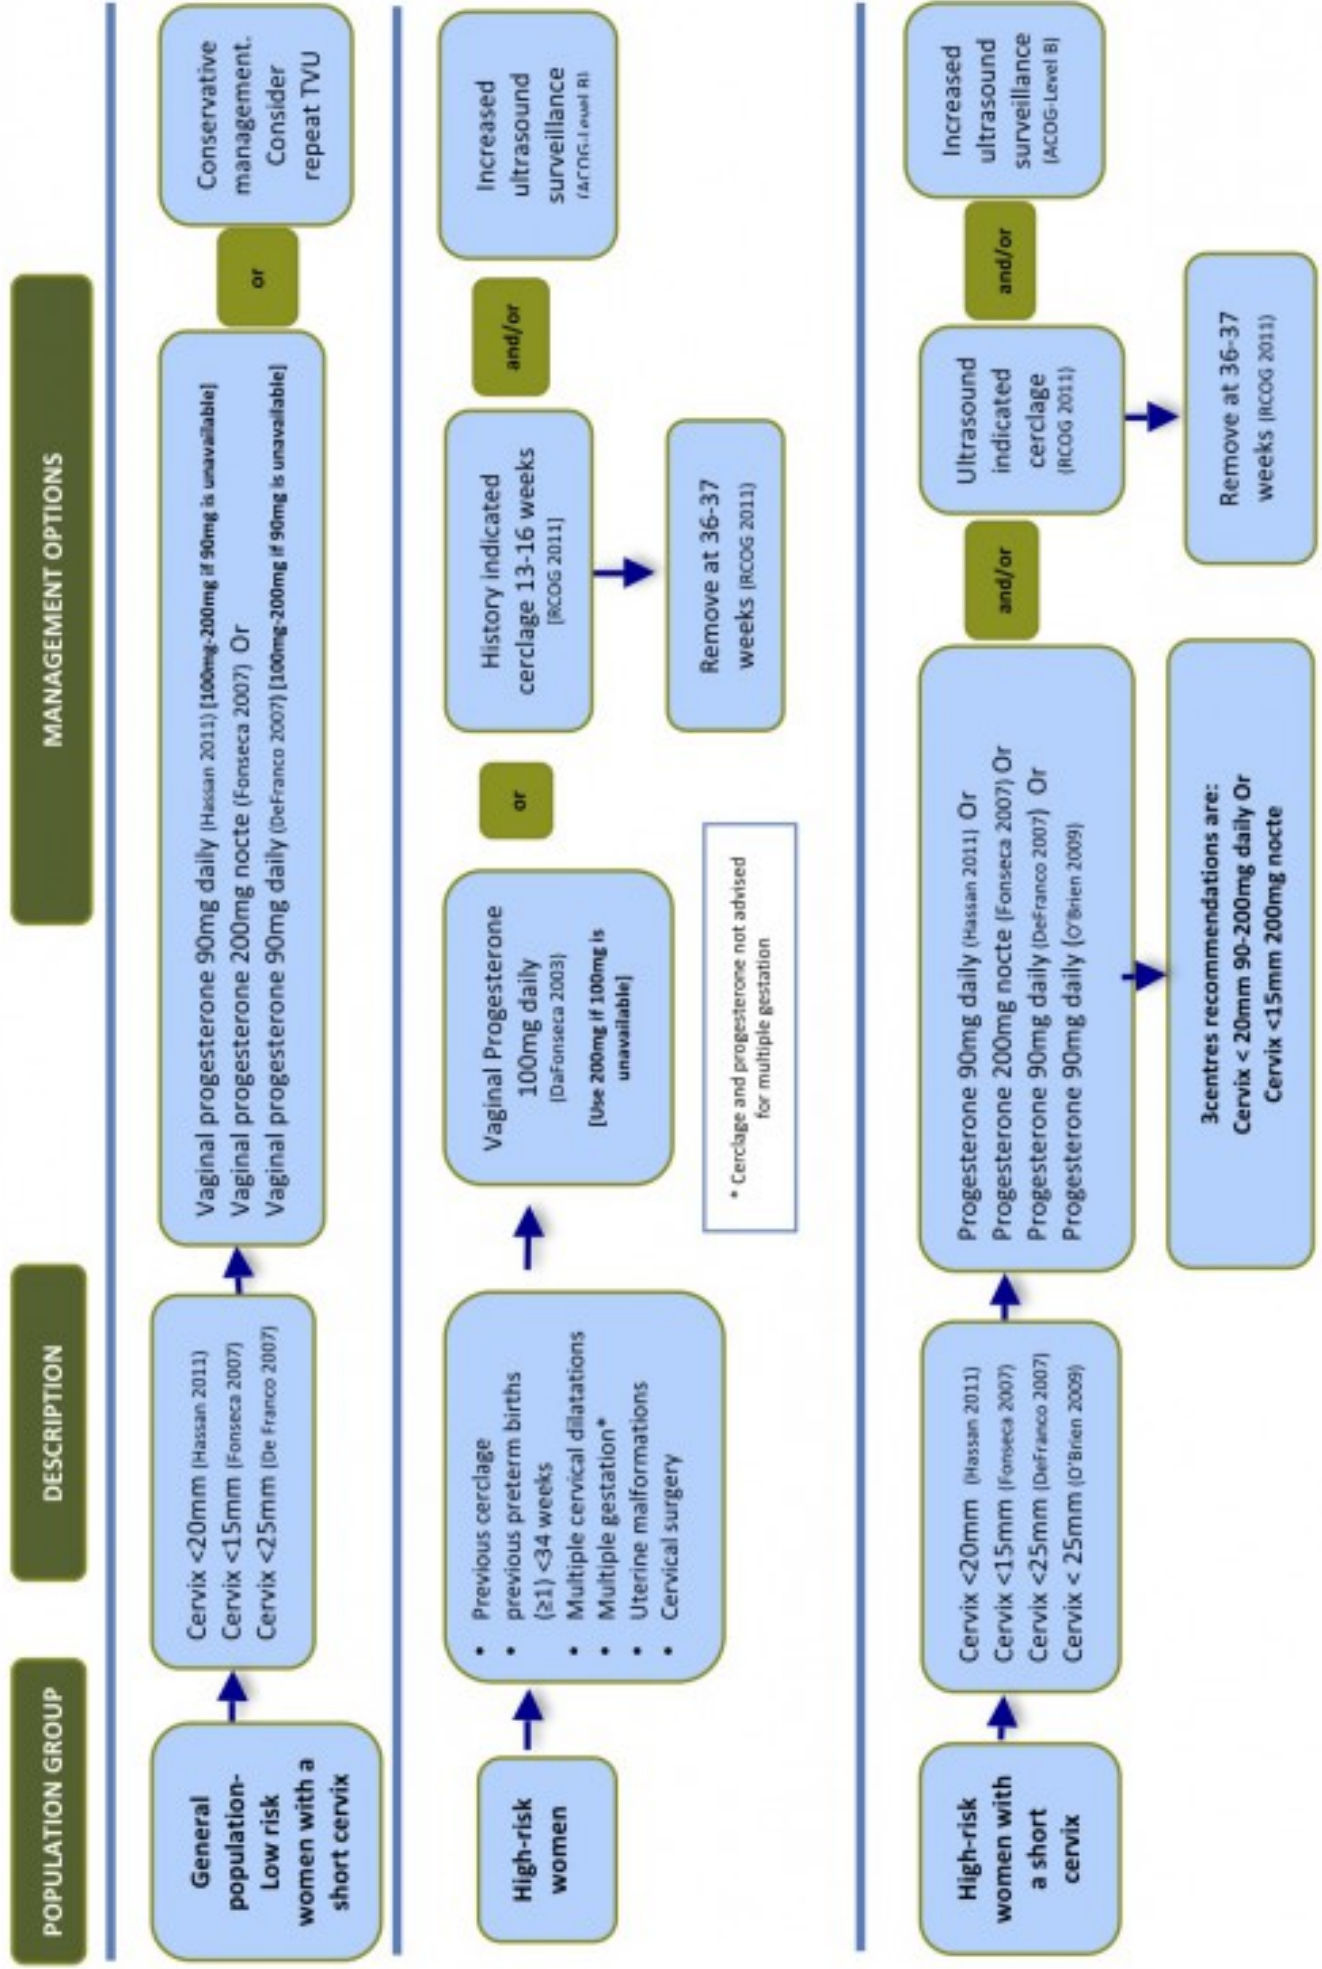 POPULATION GROUP
DESCRIPTION
MANAGEMENT OPTIONS
General
population-
Low risk
women with a
short cervix
Cervix <20mm (Hassan 2011)
Cervix <15mm (Fonseca 2007)
Cervix <25mm (De Franco 2007)
Vaginal progesterone 90mg daily (Hassan 2011) [100mg-200mg if 90mg is unavailable]
Vaginal progesterone 200mg nocte (Fonseca 2007) Or
Vaginal progesterone 90mg daily (DeFranco 2007) [100mg-200mg if 90mg is unavailable]
or
Conservative
management.
Consider
repeat TVU
High-risk
women
• Previous cerclage
• previous preterm births
(≥1) <34 weeks
• Multiple cervical dilatations
• Multiple gestation*
• Uterine malformations
• Cervical surgery
Vaginal Progesterone
100mg daily
(DaFonseca 2003)
[Use 200mg if 100mg is
unavailable]
or
History indicated
cerclage 13-16 weeks
[RCOG 2011]
Remove at 36-37
weeks (RCOG 2011)
and/or
Increased
ultrasound
surveillance
(ACOG-Level B)
* Cerclage and progesterone not advised
for multiple gestation
High-risk
women with
a short
cervix
Cervix <20mm (Hassan 2011)
Cervix <15mm (Fonseca 2007)
Cervix <25mm (DeFranco 2007)
Cervix < 25mm (O'Brien 2009)
Progesterone 90mg daily (Hassan 2011) Or
Progesterone 200mg nocte (Fonseca 2007) Or
Progesterone 90mg daily (DeFranco 2007) Or
Progesterone 90mg daily (O'Brien 2009)
3centres recommendations are:
Cervix < 20mm 90-200mg daily Or
Cervix <15mm 200mg nocte
and/or
Ultrasound
indicated
cerclage
(RCOG 2011)
Remove at 36-37
weeks (RCOG 2011)
and/or
Increased
ultrasound
surveillance
(ACOG-Level B)